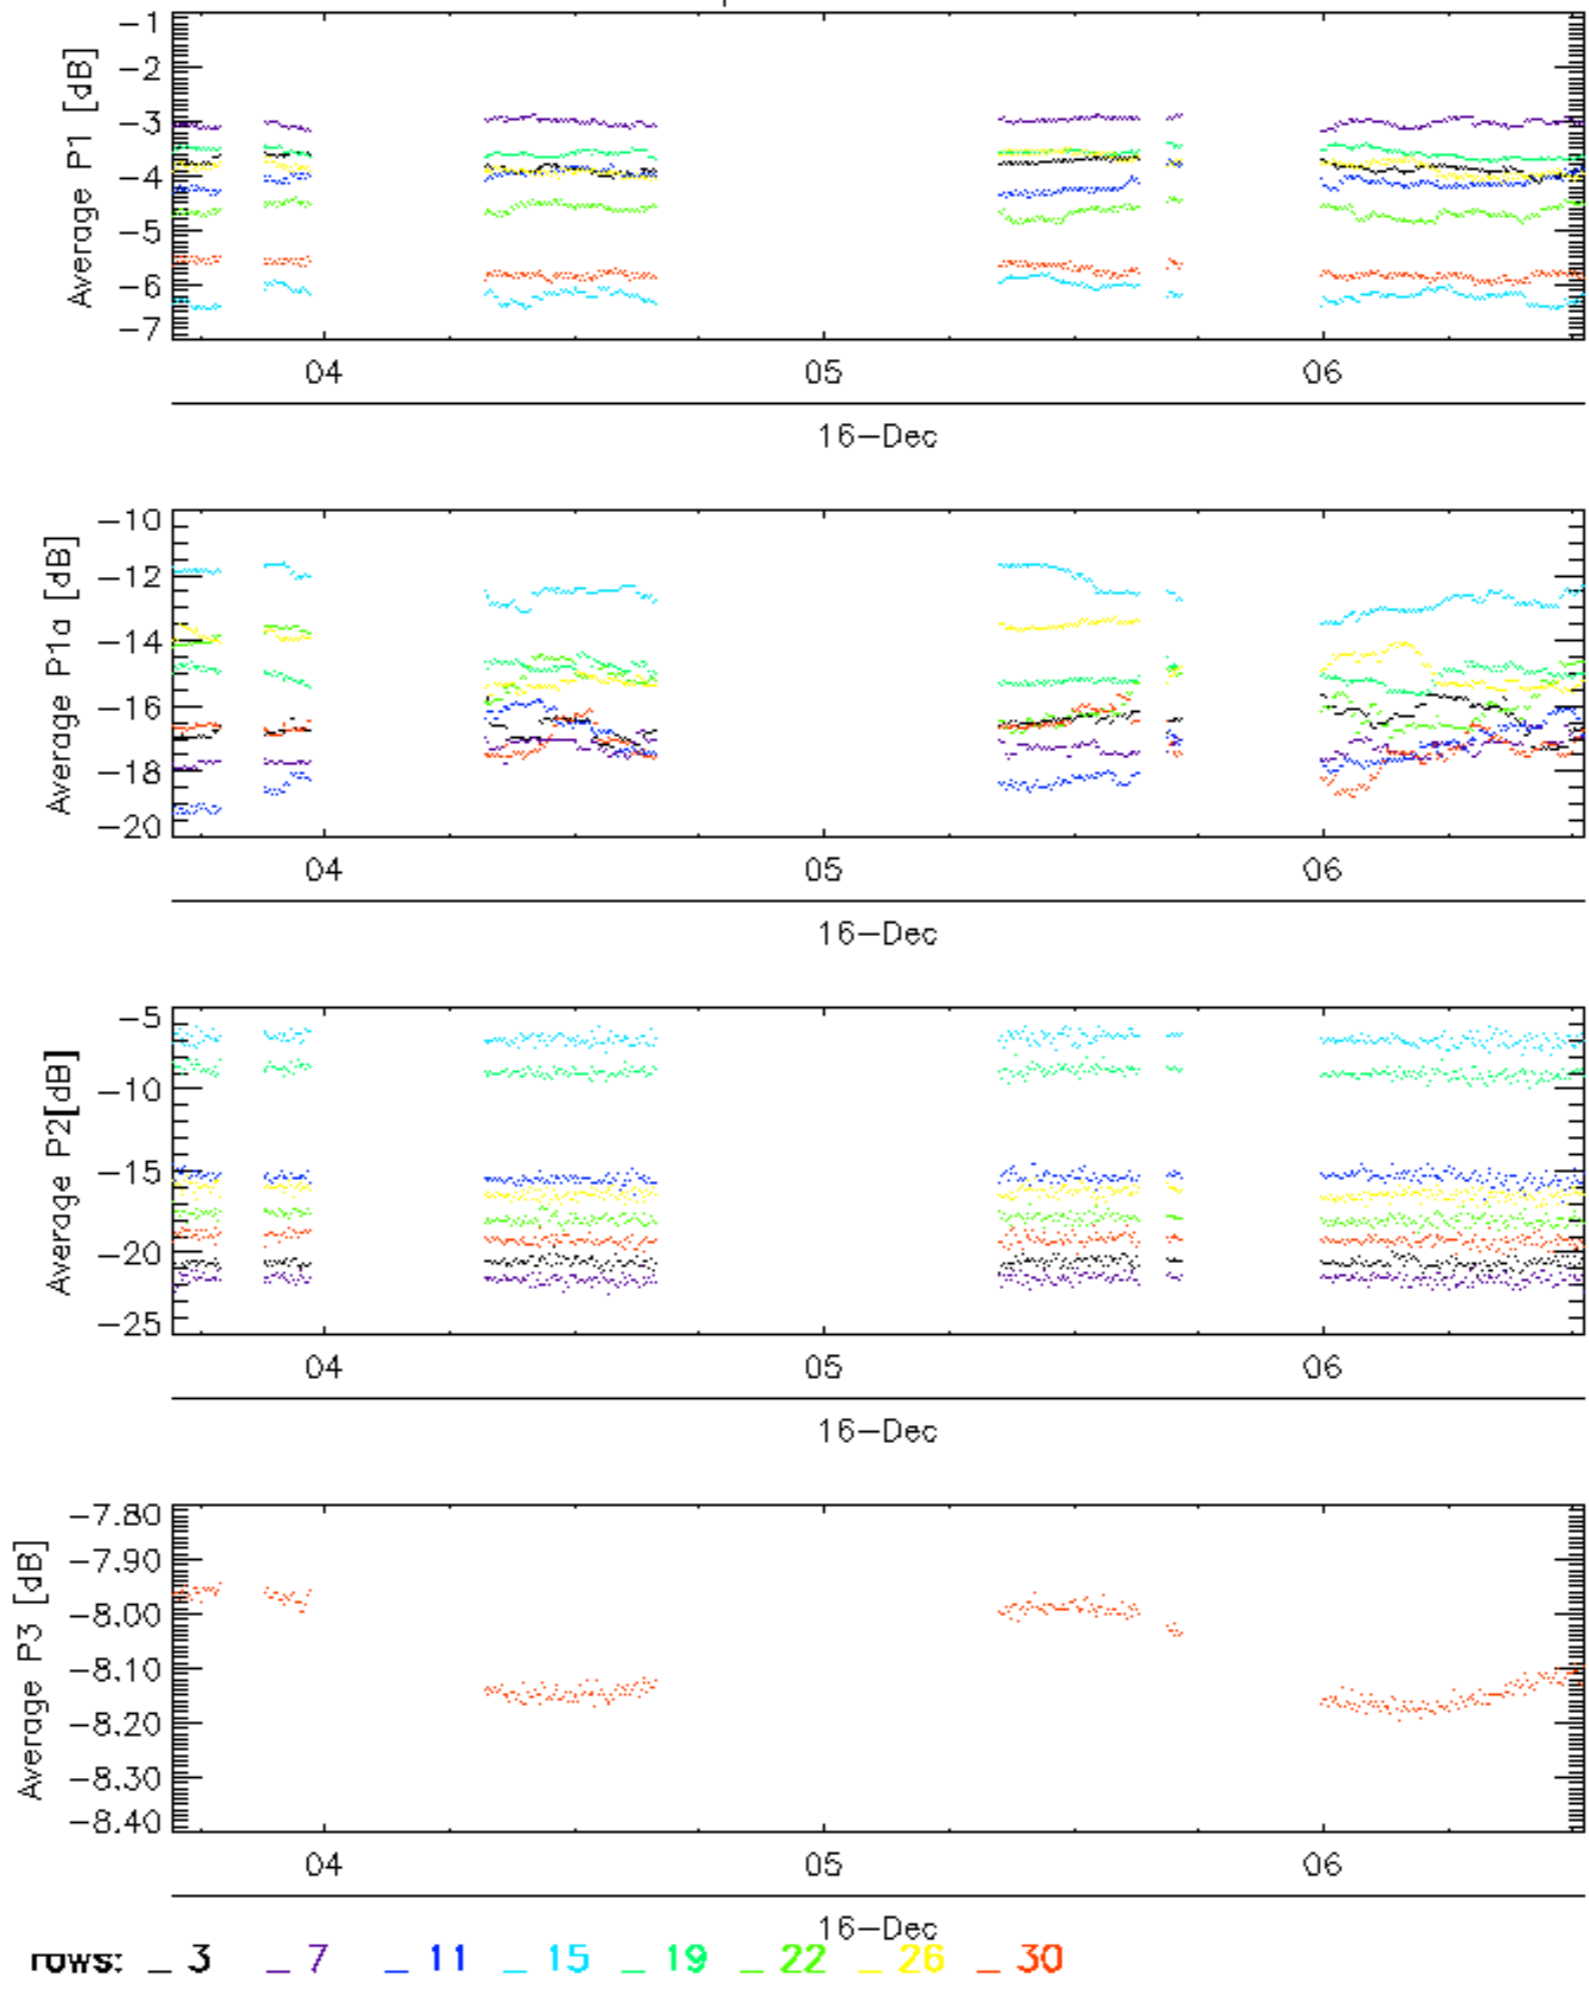 Average P1 [dB]
-1
-2
-3
-4
-5
-6
-7
04 05 06
16-Dec
Average P1a [dB]
-10
-12
-14
-16
-18
-20
04 05 06
16-Dec
Average P2[dB]
-5
-10
-15
-20
-25
04 05 06
16-Dec
Average P3 [dB]
-7.80
-7.90
-8.00
-8.10
-8.20
-8.30
-8.40
04 05 06
16-Dec
rows: _ 3 _ 7 _ 11 _ 15 _ 19 _ 22 _ 26 _ 30